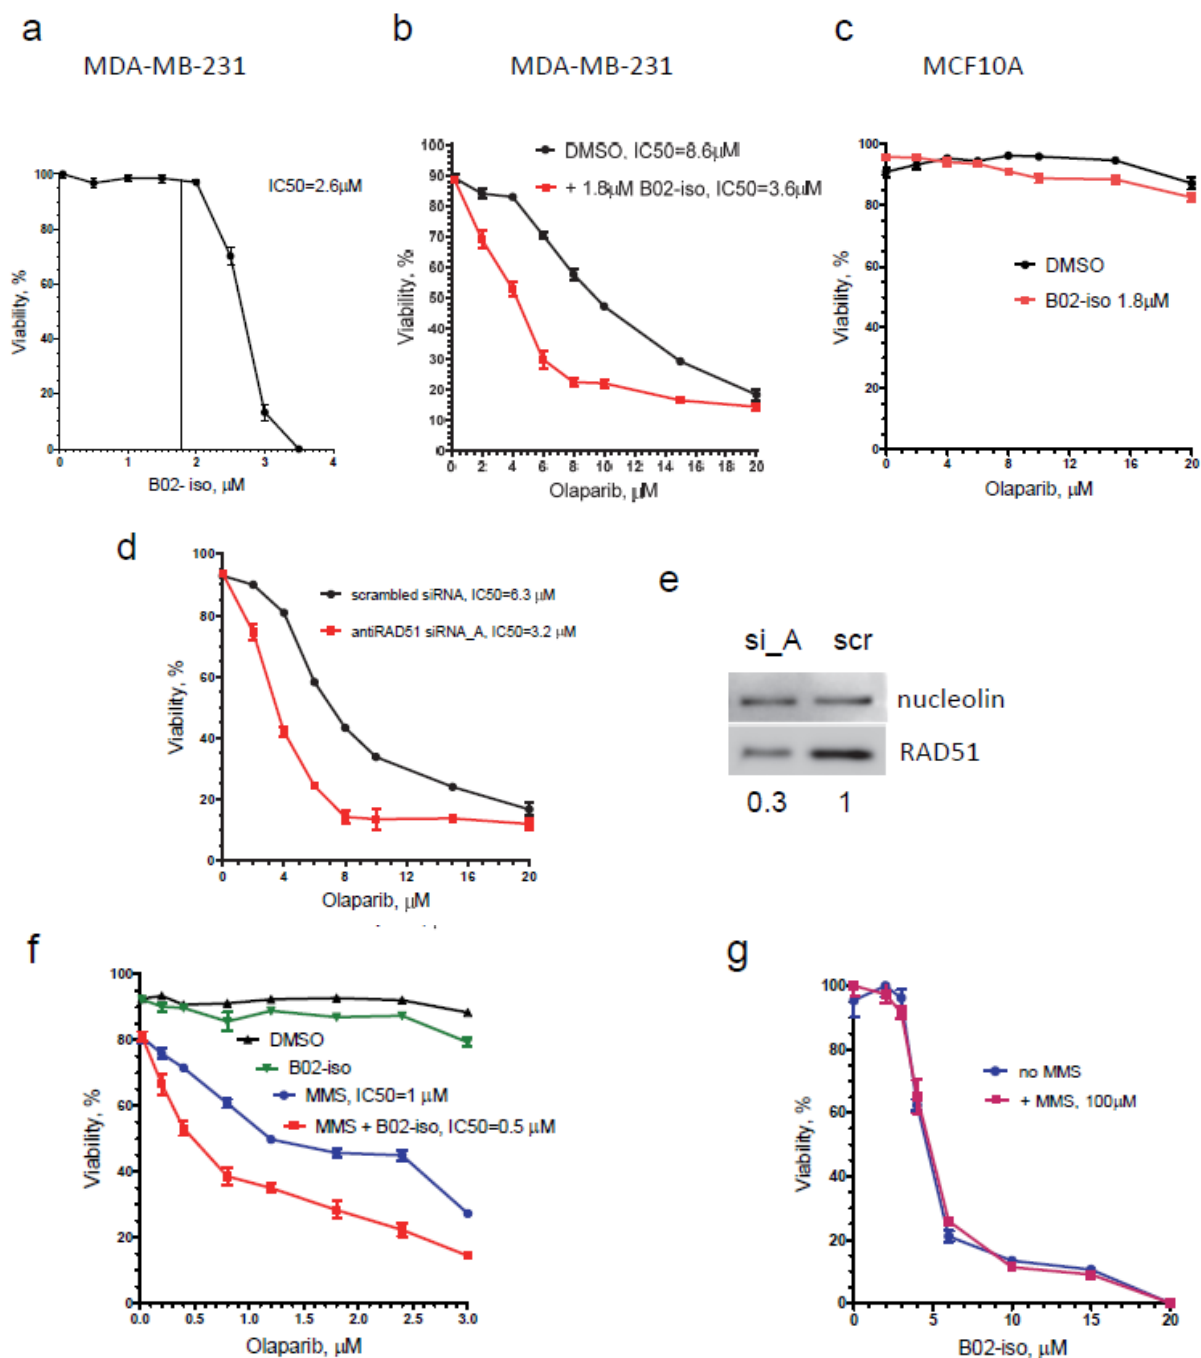 a
MDA-MB-231
100
80
60
40
20
0
0 1 2 3 4
Viability, %
B02- iso, μM
IC50=2.6μM
b
MDA-MB-231
100
90
80
70
60
50
40
30
20
10
0
0 2 4 6 8 10 12 14 16 18 20
Viability, %
Olaparib, μM
DMSO, IC50=8.6μM
+ 1.8μM B02-iso, IC50=3.6μM
c
MCF10A
100
80
60
40
20
0
0 4 8 12 16 20
Viability, %
Olaparib, μM
DMSO
B02-iso 1.8μM
d
100
80
60
40
20
0
0 4 8 12 16 20
Viability, %
Olaparib, μM
scrambled siRNA, IC50=6.3 μM
antiRAD51 siRNA_A, IC50=3.2 μM
e
si_A scr
nucleolin
RAD51
0.3 1
f
100
80
60
40
20
0
0.0 0.5 1.0 1.5 2.0 2.5 3.0
Viability, %
Olaparib, μM
DMSO
B02-iso
MMS, IC50=1 μM
MMS + B02-iso, IC50=0.5 μM
g
100
80
60
40
20
0
0 5 10 15 20
Viability, %
B02-iso, μM
no MMS
+ MMS, 100μM